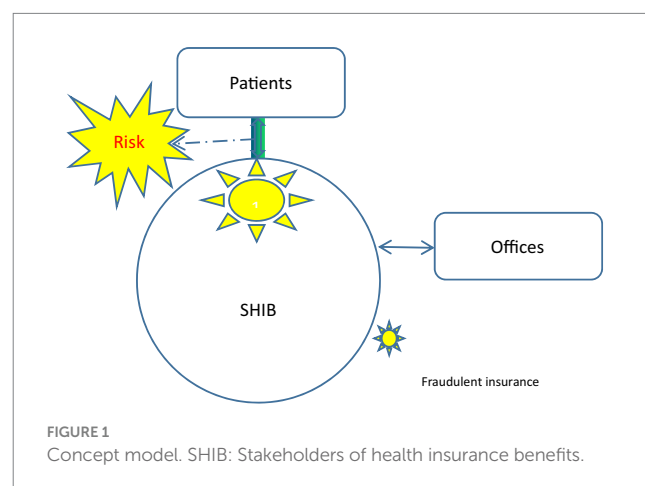 Patients
Risk
Offices
SHIB
Fraudulent insurance
FIGURE 1
Concept model. SHIB: Stakeholders of health insurance benefits.